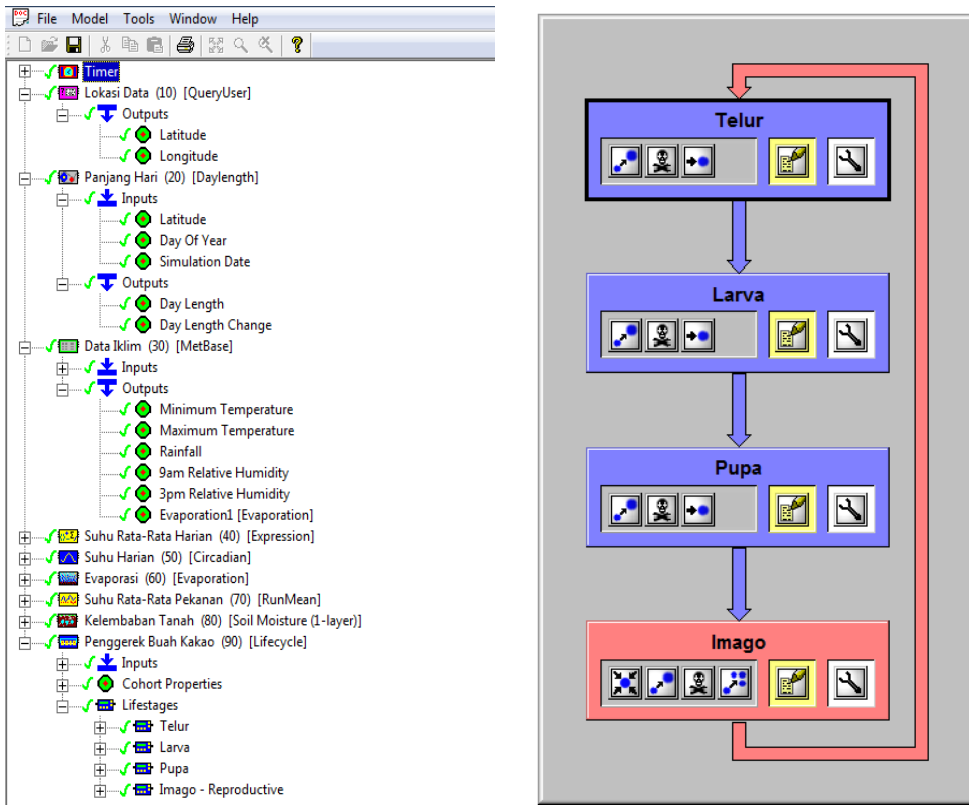 File Model Tools Window Help
Timer
Lokasi Data (10) [QueryUser]
Outputs
Latitude
Longitude
Panjang Hari (20) [Daylength]
Inputs
Latitude
Day Of Year
Simulation Date
Outputs
Day Length
Day Length Change
Data Iklim (30) [MetBase]
Inputs
Outputs
Minimum Temperature
Maximum Temperature
Rainfall
9am Relative Humidity
3pm Relative Humidity
Evaporation1 [Evaporation]
Suhu Rata-Rata Harian (40) [Expression]
Suhu Harian (50) [Circadian]
Evaporasi (60) [Evaporation]
Suhu Rata-Rata Pekanan (70) [RunMean]
Kelembaban Tanah (80) [Soil Moisture (1-layer)]
Penggerek Buah Kakao (90) [Lifecycle]
Inputs
Cohort Properties
Lifestages
Telur
Larva
Pupa
Imago - Reproductive
Telur
Larva
Pupa
Imago